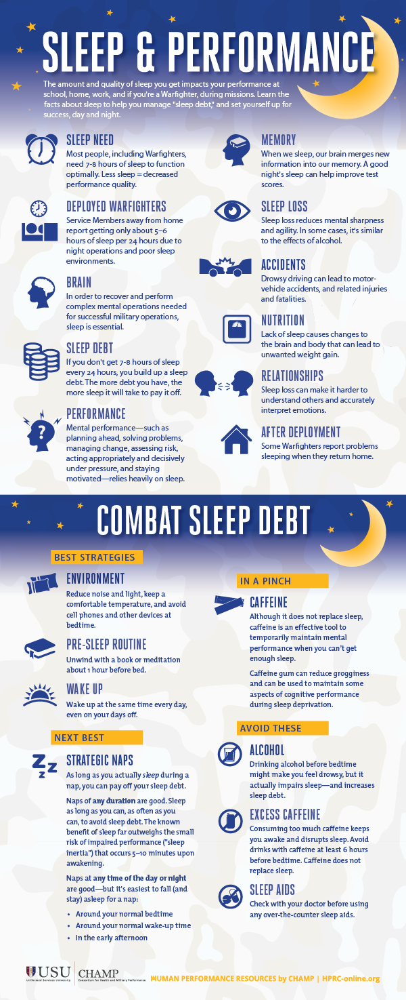 SLEEP & PERFORMANCE
The amount and quality of sleep you get impacts your performance at
school, home, work, and if you're a Warfighter, during missions. Learn the
facts about sleep to help you manage "sleep debt," and set yourself up for
success, day and night.
SLEEP NEED
Most people, including Warfighters,
need 7-8 hours of sleep to function
optimally. Less sleep = decreased
performance quality.
DEPLOYED WARFIGHTERS
Service Members away from home
report getting only about 5–6
hours of sleep per 24 hours due to
night operations and poor sleep
environments.
BRAIN
In order to recover and perform
complex mental operations needed
for successful military operations,
sleep is essential.
SLEEP DEBT
If you don't get 7-8 hours of sleep
every 24 hours, you build up a sleep
debt. The more debt you have, the
more sleep it will take to pay it off.
PERFORMANCE
?
Mental performance—such as
planning ahead, solving problems,
managing change, assessing risk,
acting appropriately and decisively
under pressure, and staying
motivated—relies heavily on sleep.
MEMORY
When we sleep, our brain merges new
information into our memory. A good
night's sleep can help improve test
scores.
SLEEP LOSS
Sleep loss reduces mental sharpness
and agility. In some cases, it's similar
to the effects of alcohol.
ACCIDENTS
Drowsy driving can lead to motor-
vehicle accidents, and related injuries
and fatalities.
NUTRITION
Lack of sleep causes changes to
the brain and body that can lead to
unwanted weight gain.
RELATIONSHIPS
Sleep loss can make it harder to
understand others and accurately
interpret emotions.
AFTER DEPLOYMENT
Some Warfighters report problems
sleeping when they return home.
COMBAT SLEEP DEBT
BEST STRATEGIES
ENVIRONMENT
Reduce noise and light, keep a
comfortable temperature, and avoid
cell phones and other devices at
bedtime.
PRE-SLEEP ROUTINE
Unwind with a book or meditation
about 1 hour before bed.
WAKE UP
Wake up at the same time every day,
even on your days off.
NEXT BEST
Z Z Z Z
STRATEGIC NAPS
As long as you actually sleep during a
nap, you can pay off your sleep debt.
Naps of any duration are good. Sleep
as long as you can, as often as you
can, to avoid sleep debt. The known
benefit of sleep far outweighs the small
risk of impaired performance ("sleep
inertia") that occurs 5–10 minutes upon
awakening.
Naps at any time of the day or night
are good—but it's easiest to fall (and
stay) asleep for a nap:
• Around your normal bedtime
• Around your normal wake-up time
• In the early afternoon
IN A PINCH
CAFFEINE
Although it does not replace sleep,
caffeine is an effective tool to
temporarily maintain mental
performance when you can't get
enough sleep.
Caffeine gum can reduce grogginess
and can be used to maintain some
aspects of cognitive performance
during sleep deprivation.
AVOID THESE
ALCOHOL
Drinking alcohol before bedtime
might make you feel drowsy, but it
actually impairs sleep—and increases
sleep debt.
EXCESS CAFFEINE
Consuming too much caffeine keeps
you awake and disrupts sleep. Avoid
drinks with caffeine at least 6 hours
before bedtime. Caffeine does not
replace sleep.
SLEEP AIDS
Check with your doctor before using
any over-the-counter sleep aids.
USU
Uniformed Services University
CHAMP
Consortium for Health and Military Performance
HUMAN PERFORMANCE RESOURCES by CHAMP | HPRC-online.org